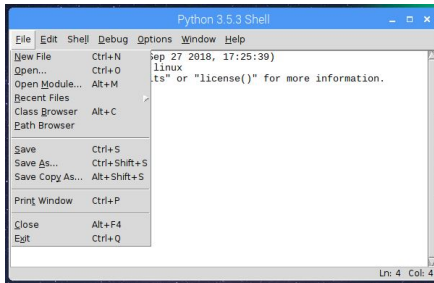 Python 3.5.3 Shell
File Edit Shell Debug Options Window Help
New File Ctrl+N
Open... Ctrl+O
Open Module... Alt+M
Recent Files
Class Browser Alt+C
Path Browser
Save Ctrl+S
Save As... Ctrl+Shift+S
Save Copy As... Alt+Shift+S
Print Window Ctrl+P
Close Alt+F4
Exit Ctrl+Q
Sep 27 2018, 17:25:39)
linux
ts" or "license()" for more information.
Ln: 4 Col: 4